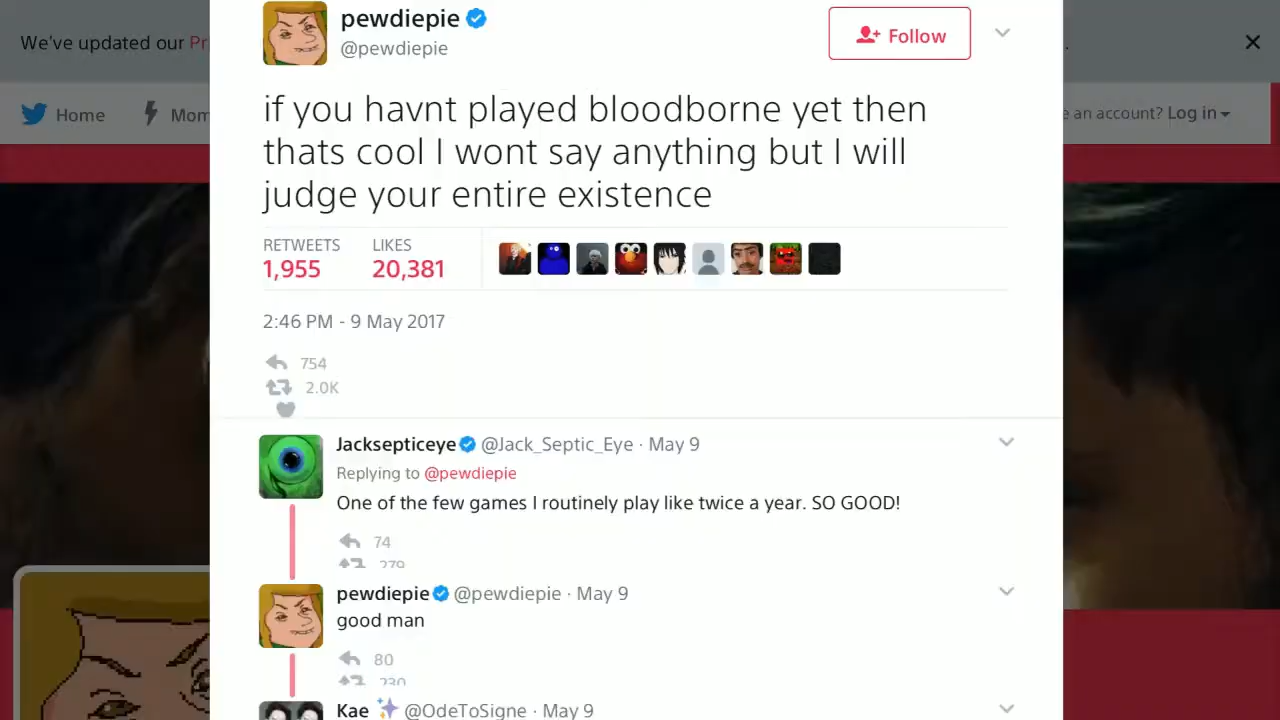 pewdiepie
@pewdiepie
Follow
We've updated our Pr
Home
Mom
e an account? Log in
if you havnt played bloodborne yet then
thats cool I wont say anything but I will
judge your entire existence
RETWEETS LIKES
1,955 20,381
2:46 PM - 9 May 2017
754
2.0K
Jacksepticeye @Jack_Septic_Eye · May 9
Replying to @pewdiepie
One of the few games I routinely play like twice a year. SO GOOD!
74
279
pewdiepie @pewdiepie · May 9
good man
80
230
Kae @OdeToSigne · May 9